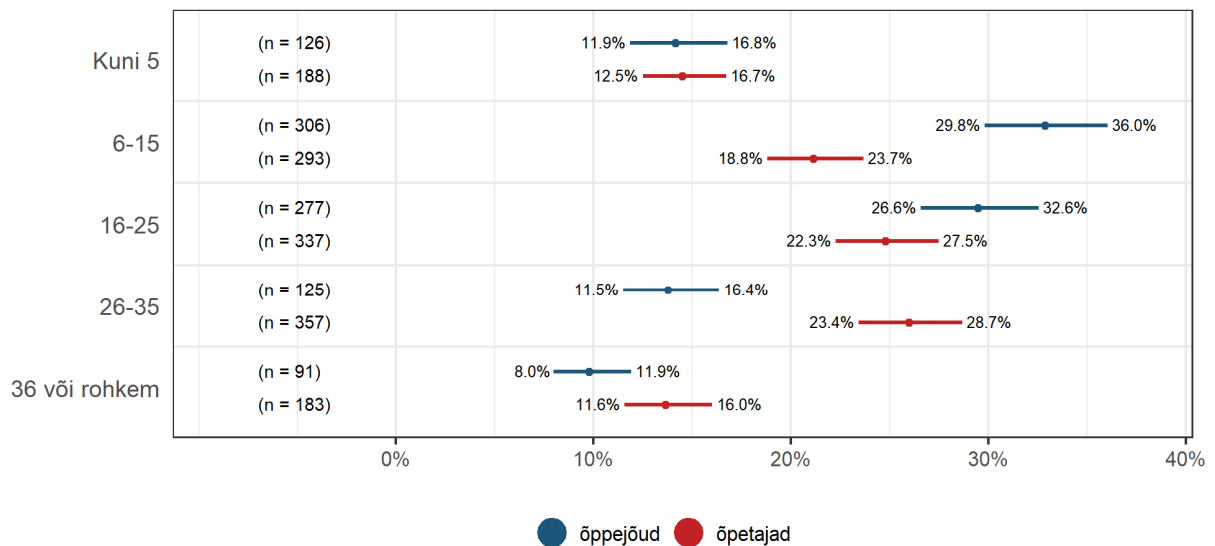 (n = 126) 11.9% 16.8%
Kuni 5
(n = 188) 12.5% 16.7%
(n = 306) 29.8% 36.0%
6-15
(n = 293) 18.8% 23.7%
(n = 277) 26.6% 32.6%
16-25
(n = 337) 22.3% 27.5%
(n = 125) 11.5% 16.4%
26-35
(n = 357) 23.4% 28.7%
(n = 91) 8.0% 11.9%
36 või rohkem
(n = 183) 11.6% 16.0%
0% 10% 20% 30% 40%
õppejõud õpetajad